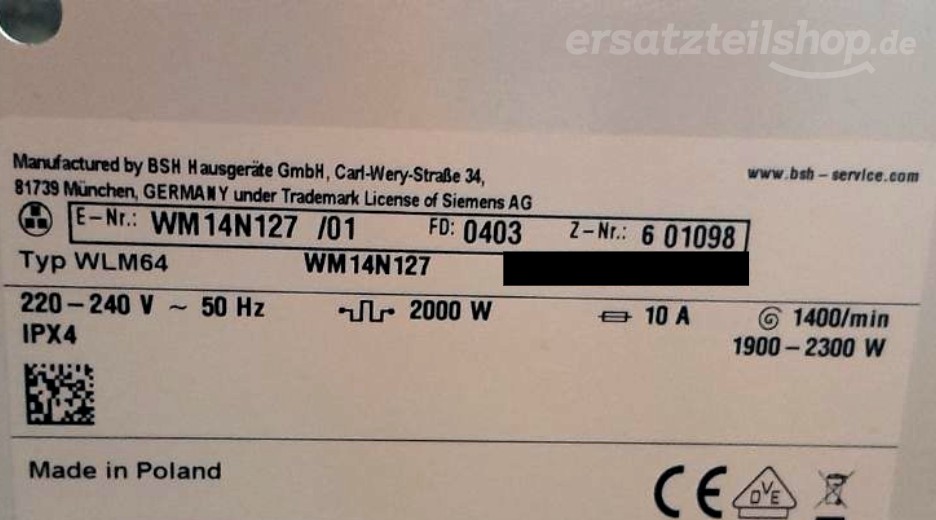 ersatzteilshop.de
Manufactured by BSH Hausgeräte GmbH, Carl-Wery-Straße 34,
www.bsh-service.com
81739 München, GERMANY under Trademark License of Siemens AG
E-Nr.: WM14N127 /01 FD: 0403 Z-Nr.: 6 01098
Typ WLM64 WM14N127
220-240 V ~ 50 Hz 2000 W 10 A 1400/min
IPX4 1900-2300 W
Made in Poland CE DVE